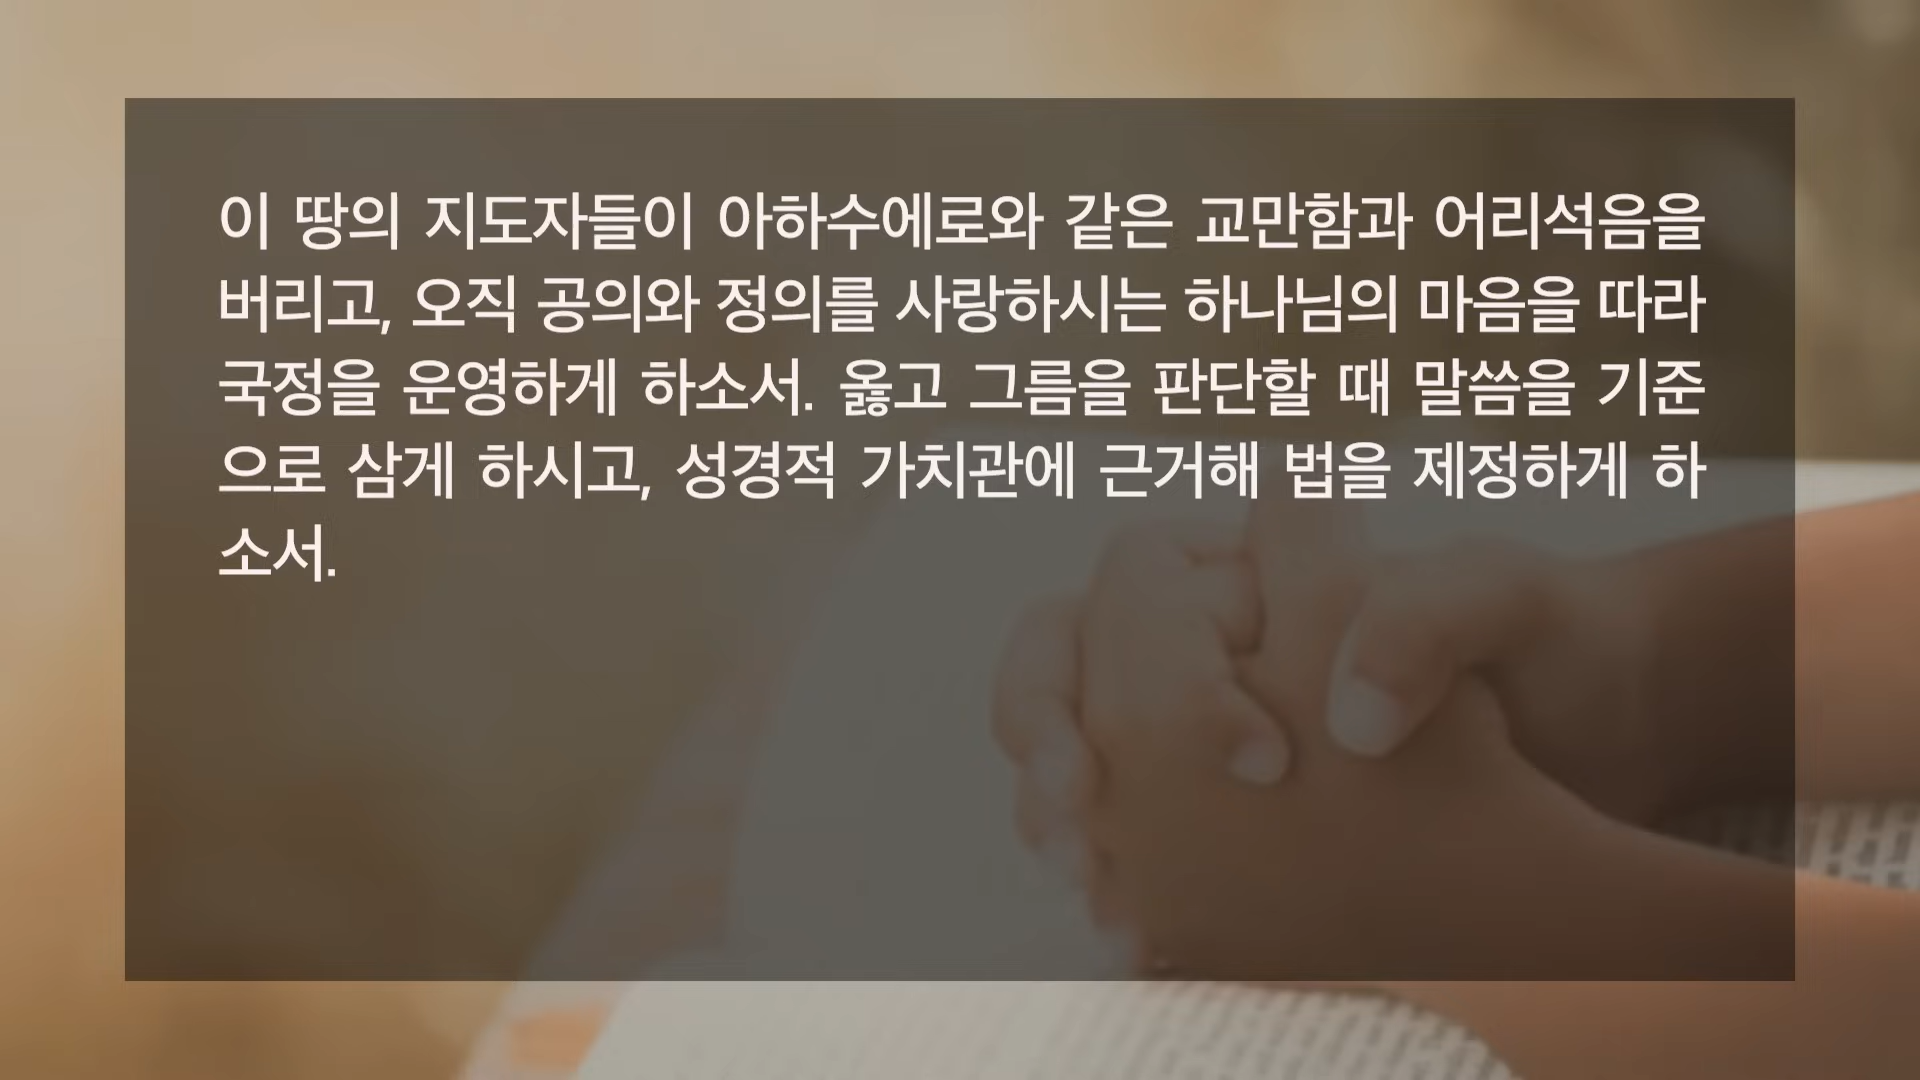 이 땅의 지도자들이 아하수에로와 같은 교만함과 어리석음을
버리고, 오직 공의와 정의를 사랑하시는 하나님의 마음을 따라
국정을 운영하게 하소서. 옳고 그름을 판단할 때 말씀을 기준
으로 삼게 하시고, 성경적 가치관에 근거해 법을 제정하게 하
소서.